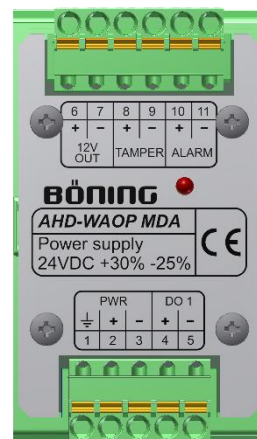 6 7 8 9 10 11
+ − + − + −
12V OUT TAMPER ALARM
BÖNING
AHD-WAOP MDA
Power supply
24VDC +30% -25%
CE
PWR DO 1
+ − + −
1 2 3 4 5